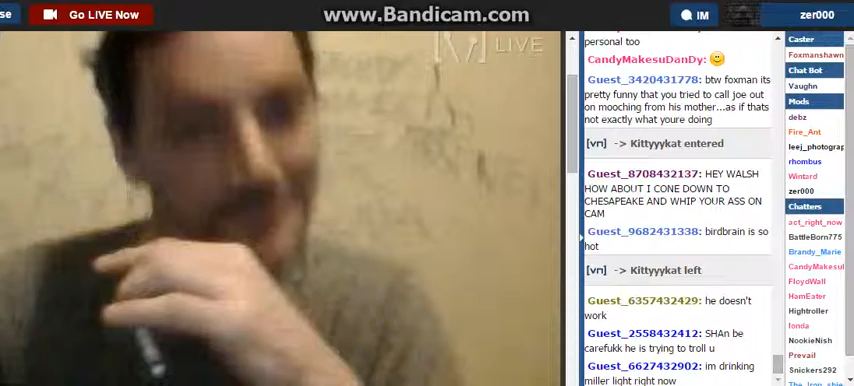 se
Go LIVE Now
www.Bandicam.com
IM
zer000
LIVE
personal too
CandyMakesuDanDy:
Guest_3420431778: btw foxman its
pretty funny that you tried to call joe out
on mooching from his mother...as if thats
not exactly what youre doing
[vn] -> Kittyyykat entered
Guest_8708432137: HEY WALSH
HOW ABOUT I CONE DOWN TO
CHESAPEAKE AND WHIP YOUR ASS ON
CAM
Guest_9682431338: birdbrain is so
hot
[vn] -> Kittyyykat left
Guest_6357432429: he doesn't
work
Guest_2558432412: SHAn be
carefukk he is trying to troll u
Guest_6627432902: im drinking
miller light right now
Caster
Foxmanshawn
Chat Bot
Vaughn
Mods
debz
Fire_Ant
leej_photograp
rhombus
Wintard
zer000
Chatters
act_right_now
BattleBorn775
Brandy_Marie
CandyMakesul
FloydWall
HamEater
Hightroller
londa
NookieNish
Prevail
Snickers292
The_Iron_shie